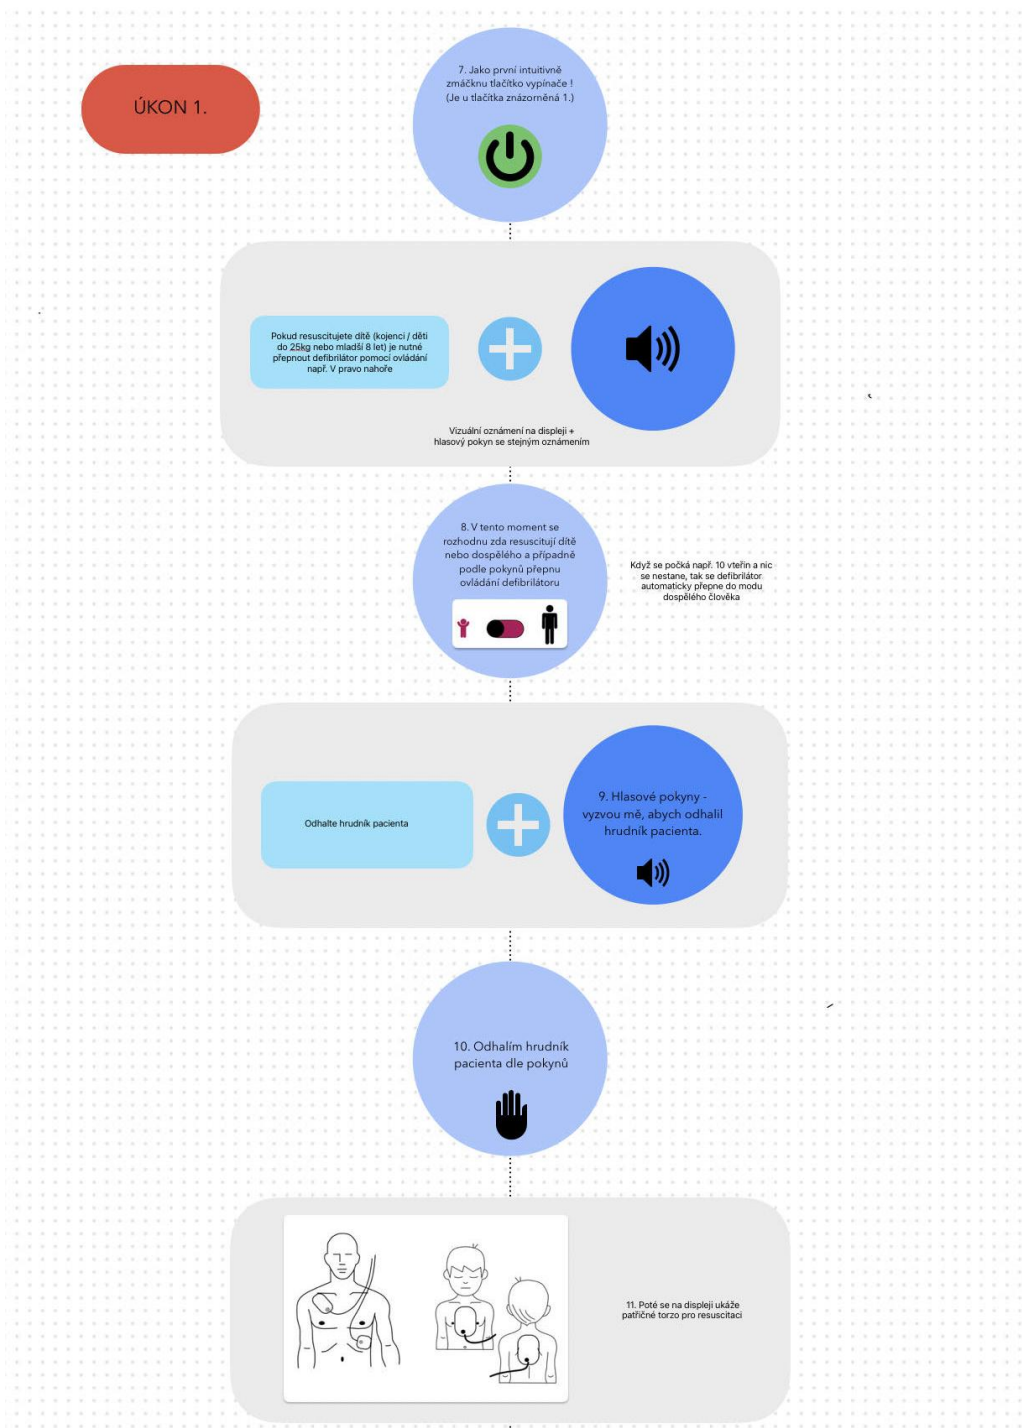 ÚKON 1.
7. Jako první intuitivně
zmáčknu tlačítko vypínače !
(Je u tlačítka znázorněná 1.)
Pokud resuscitujete dítě (kojenci / děti
do 25kg nebo mladší 8 let) je nutné
přepnout defibrilátor pomocí ovládání
např. V pravo nahoře
Vizuální oznámení na displeji +
hlasový pokyn se stejným oznámením
8. V tento moment se
rozhodnu zda resuscitují dítě
nebo dospělého a případně
podle pokynů přepnu
ovládání defibrilátoru
Když se počká např. 10 vteřin a nic
se nestane, tak se defibrilátor
automaticky přepne do modu
dospělého člověka
Odhalte hrudník pacienta
9. Hlasové pokyny -
vyzvou mě, abych odhalil
hrudník pacienta.
10. Odhalím hrudník
pacienta dle pokynů
11. Poté se na displeji ukáže
patřičné torzo pro resuscitaci